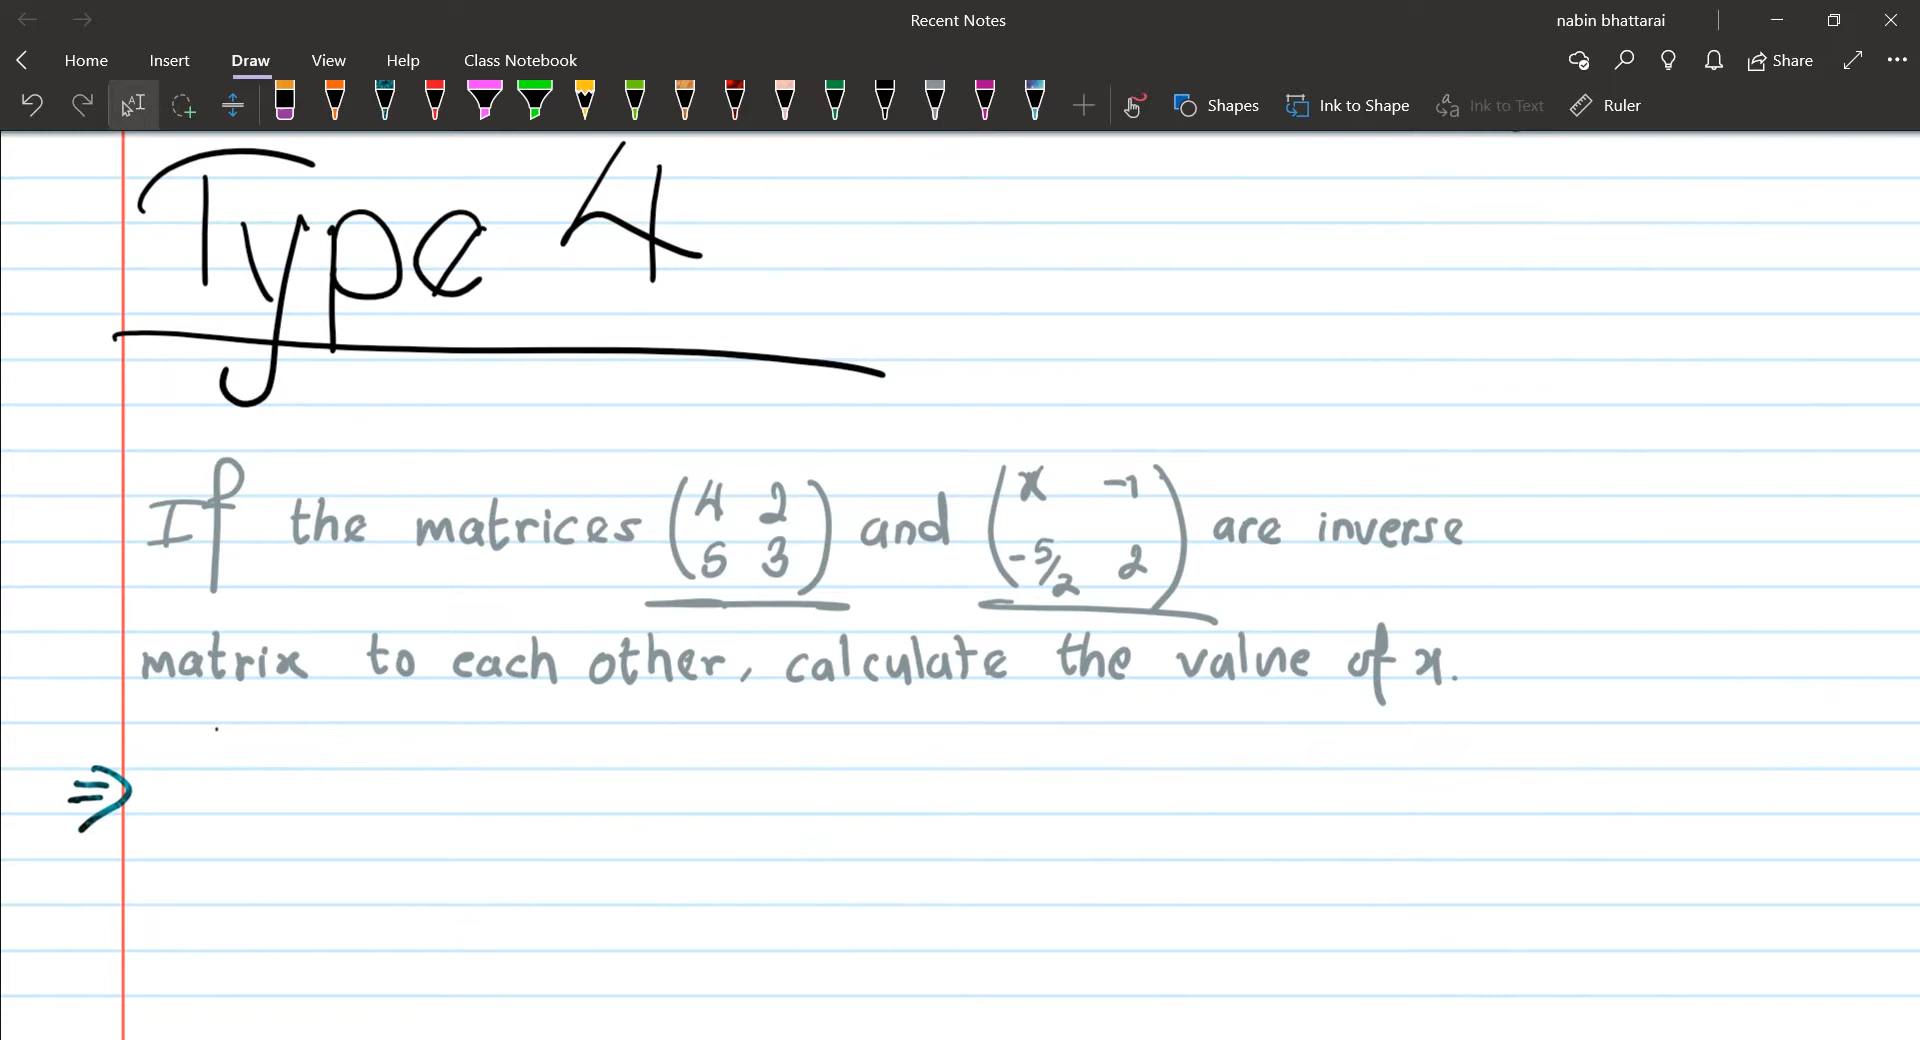 Recent Notes
nabin bhattarai
Home Insert Draw View Help Class Notebook
Share
Shapes Ink to Shape Ink to Text Ruler
Type 4
If the matrices (4 2 5 3) and (x -1 -5/2 2) are inverse
matrix to each other, calculate the value of x.
⇒